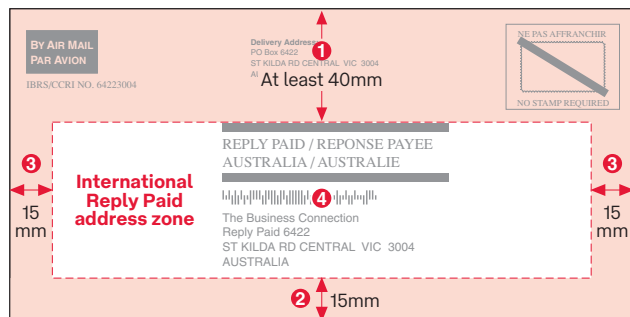 BY AIR MAIL
PAR AVION
IBRS/CCRI NO. 64223004
Delivery Address:
PO Box 6422
ST KILDA RD CENTRAL VIC 3004
1
At least 40mm
NE PAS AFFRANCHIR
NO STAMP REQUIRED
REPLY PAID / REPONSE PAYEE
AUSTRALIA / AUSTRALIE
3
15
mm
International
Reply Paid
address zone
4
The Business Connection
Reply Paid 6422
ST KILDA RD CENTRAL VIC 3004
AUSTRALIA
3
15
mm
2
15mm